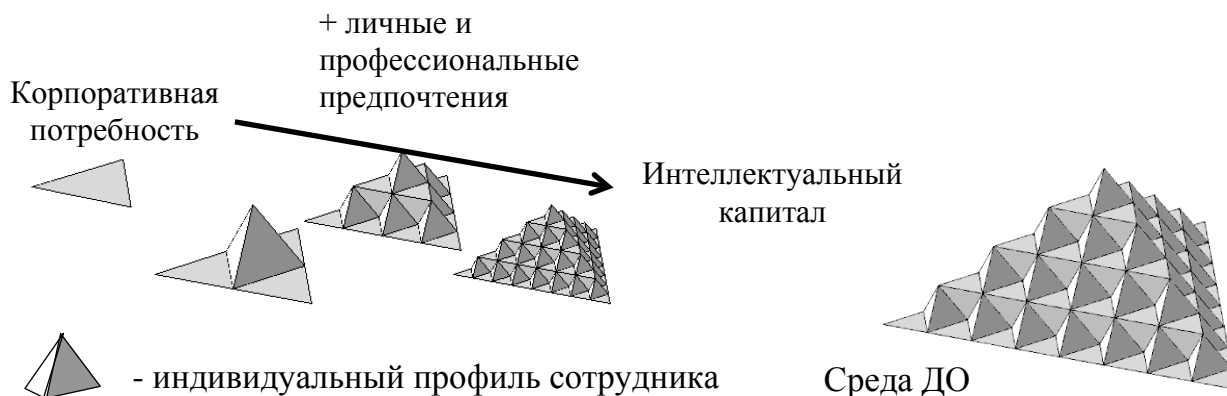 + личные и
профессиональные
предпочтения
Корпоративная
потребность
Интеллектуальный
капитал
- индивидуальный профиль сотрудника
Среда ДО